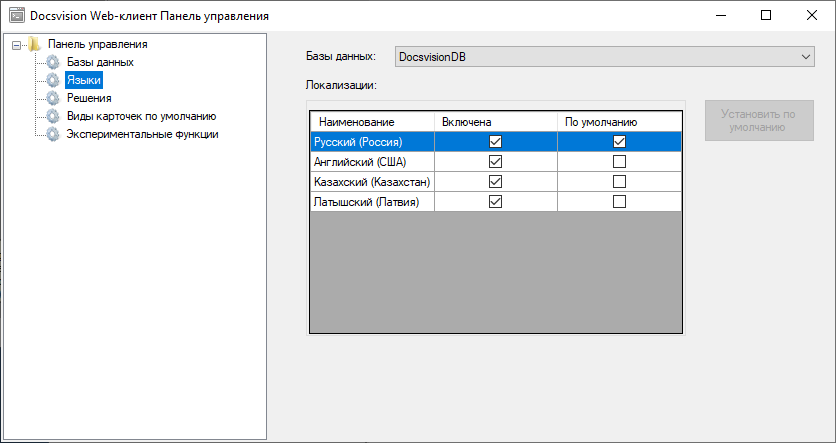 Docsvision Web-клиент Панель управления
Панель управления
Базы данных
Языки
Решения
Виды карточек по умолчанию
Экспериментальные функции
Базы данных: DocsvisionDB
Локализации:
Наименование Включена По умолчанию
Русский (Россия)
Английский (США)
Казахский (Казахстан)
Латышский (Латвия)
Установить по
умолчанию